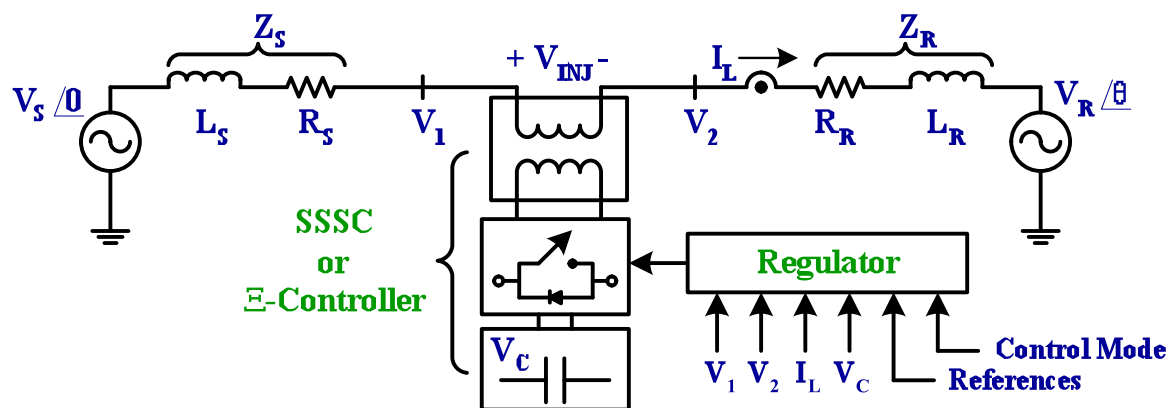 Z_S
Z_R
+ V_INJ -
I_L
V_S /0
V_R /θ
L_S
R_S
V_1
V_2
R_R
L_R
SSSC
or
Ξ-Controller
Regulator
V_C
V_1 V_2 I_L V_C
Control Mode
References